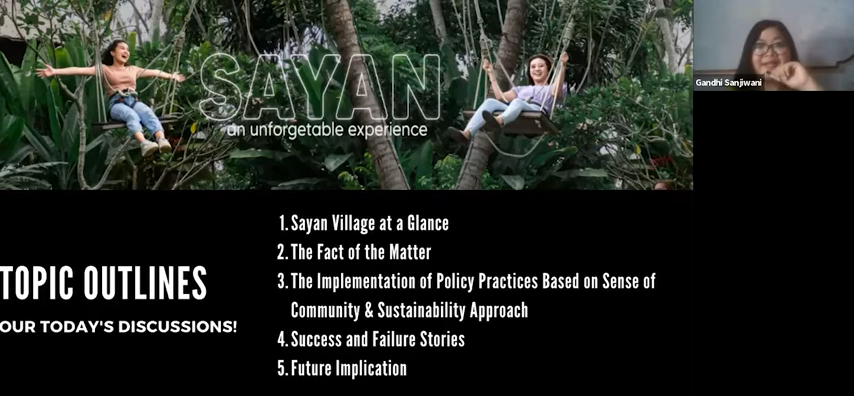 SAYAN
an unforgetable experience
Gandhi Sanjiwani
TOPIC OUTLINES
OUR TODAY'S DISCUSSIONS!
1. Sayan Village at a Glance
2. The Fact of the Matter
3. The Implementation of Policy Practices Based on Sense of
Community & Sustainability Approach
4. Success and Failure Stories
5. Future Implication